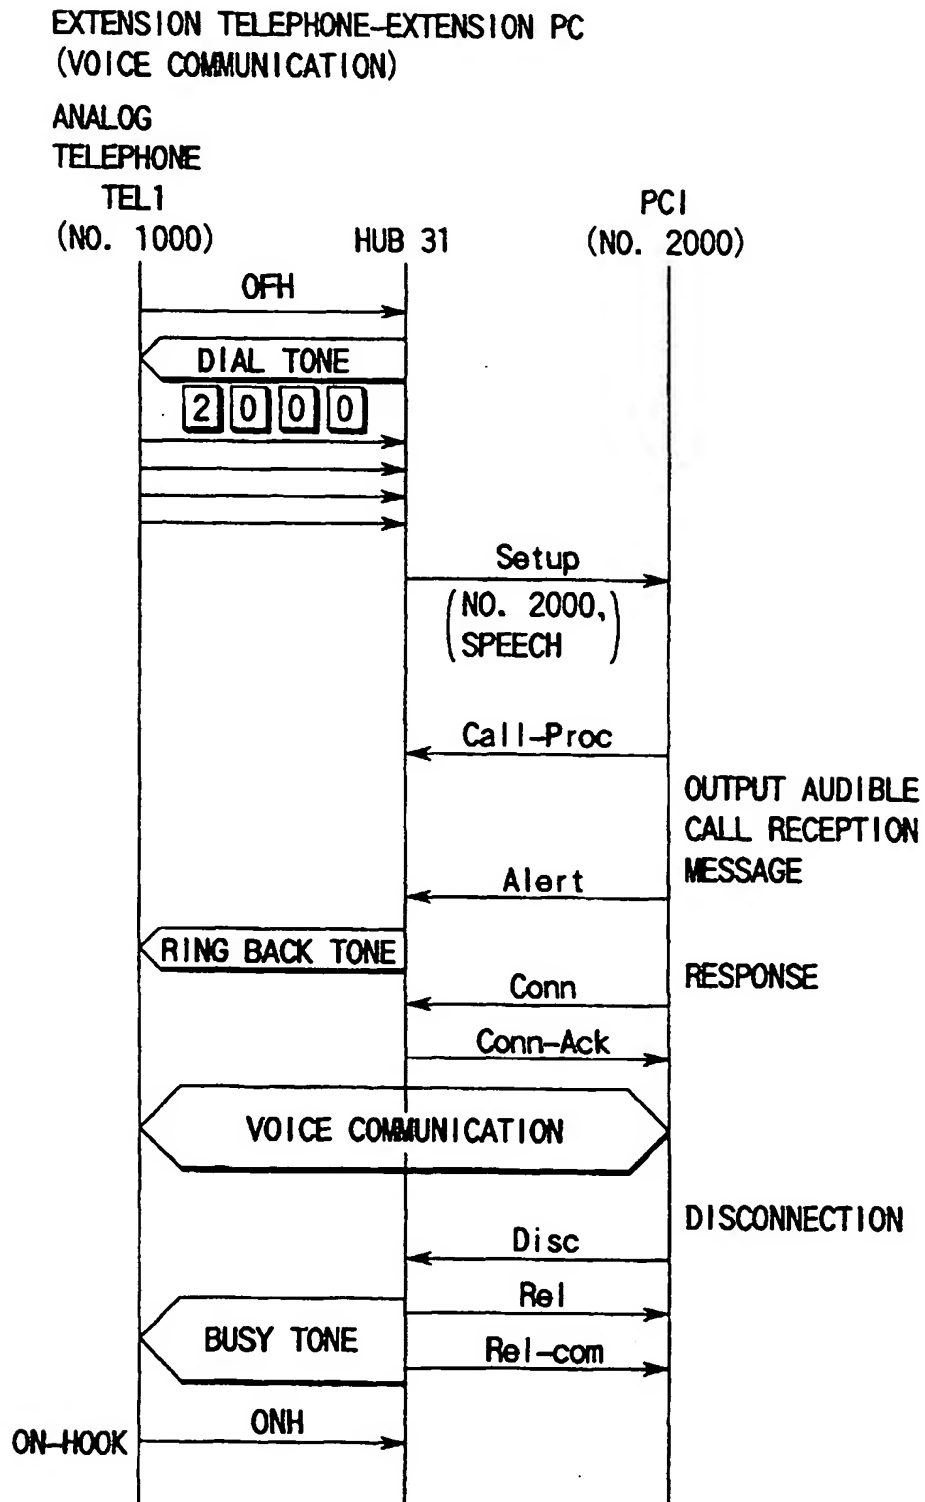 EXTENSION TELEPHONE-EXTENSION PC
(VOICE COMMUNICATION)
ANALOG
TELEPHONE
TEL1
(NO. 1000)
HUB 31
PC1
(NO. 2000)
OFH
DIAL TONE
2 0 0 0
Setup
(NO. 2000,
SPEECH )
Call-Proc
OUTPUT AUDIBLE
CALL RECEPTION
MESSAGE
Alert
RING BACK TONE
RESPONSE
Conn
Conn-Ack
VOICE COMMUNICATION
DISCONNECTION
Disc
Rel
BUSY TONE
Rel-com
ONH
ON-HOOK